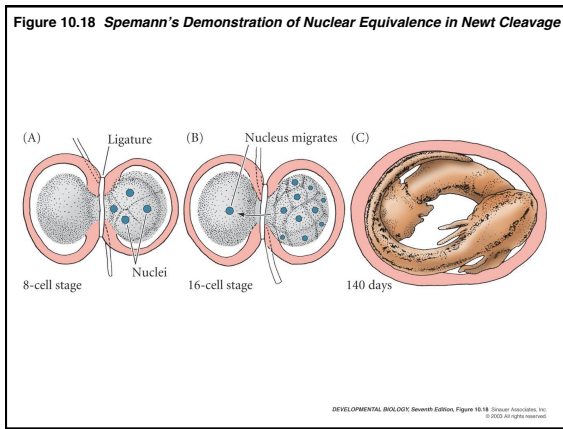 Figure 10.18 Spemann's Demonstration of Nuclear Equivalence in Newt Cleavage
(A)
Ligature
(B)
Nucleus migrates
(C)
Nuclei
8-cell stage
16-cell stage
140 days
DEVELOPMENTAL BIOLOGY, Seventh Edition, Figure 10.18 Sinauer Associates, Inc.
© 2003 All rights reserved.